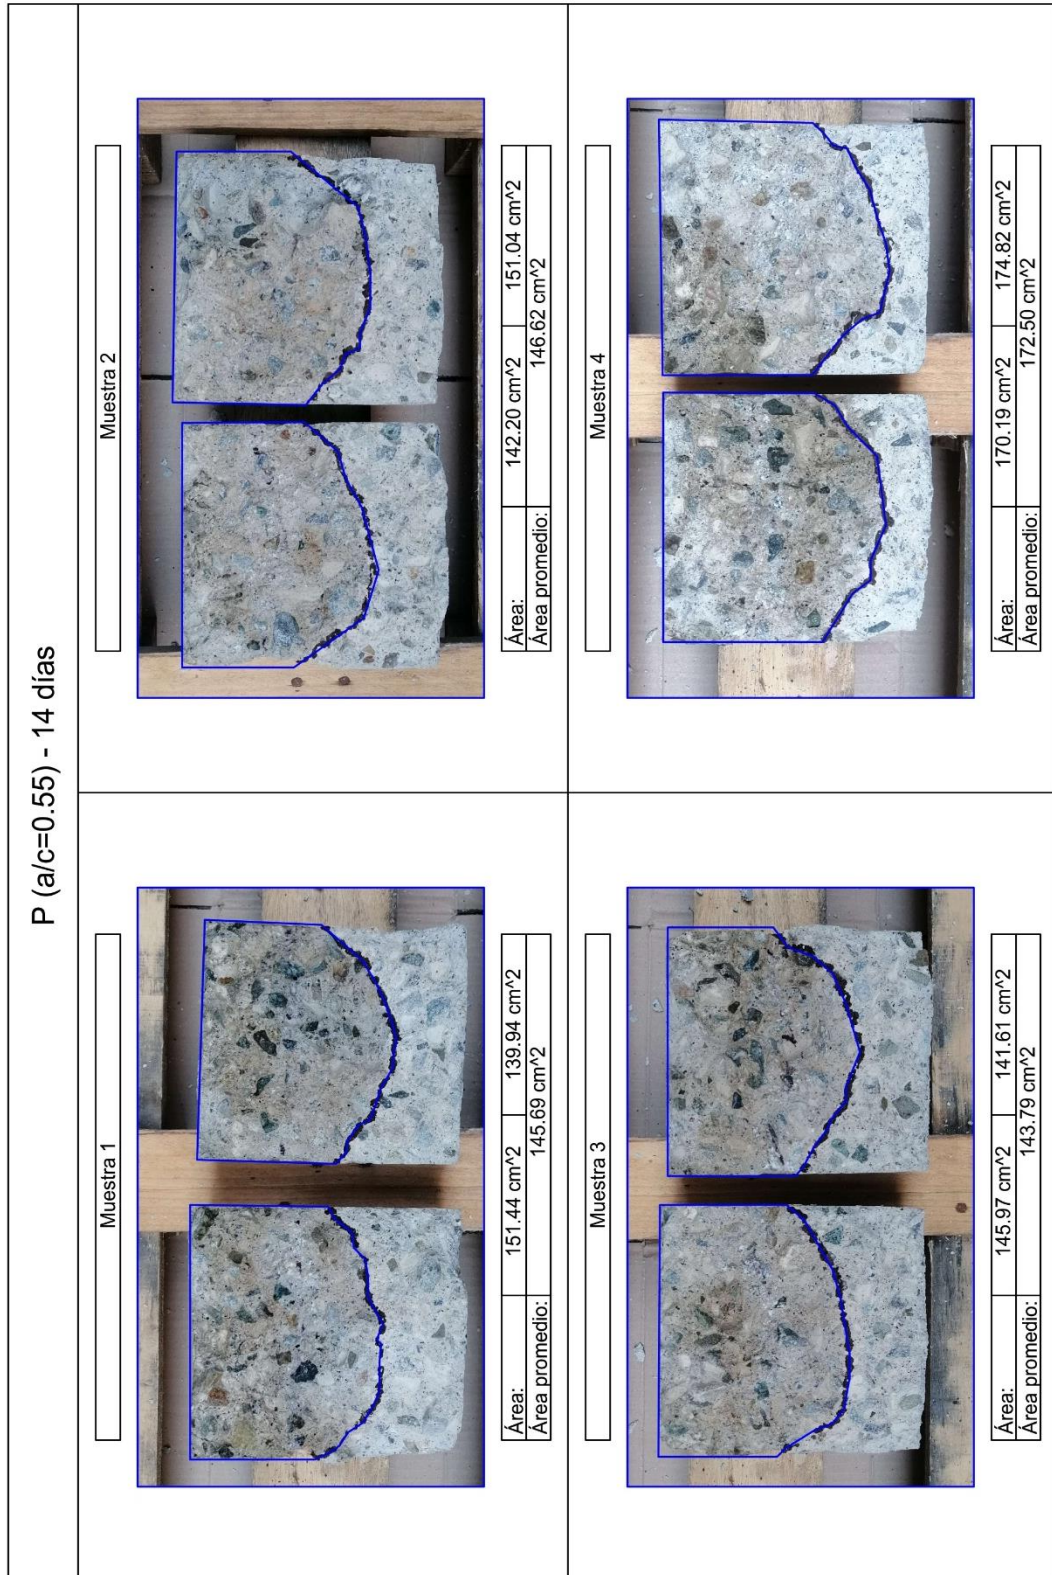 P (a/c=0.55) - 14 días
Muestra 1
Área: 151.44 cm^2 139.94 cm^2
Área promedio: 145.69 cm^2
Muestra 2
Área: 142.20 cm^2 151.04 cm^2
Área promedio: 146.62 cm^2
Muestra 3
Área: 145.97 cm^2 141.61 cm^2
Área promedio: 143.79 cm^2
Muestra 4
Área: 170.19 cm^2 174.82 cm^2
Área promedio: 172.50 cm^2